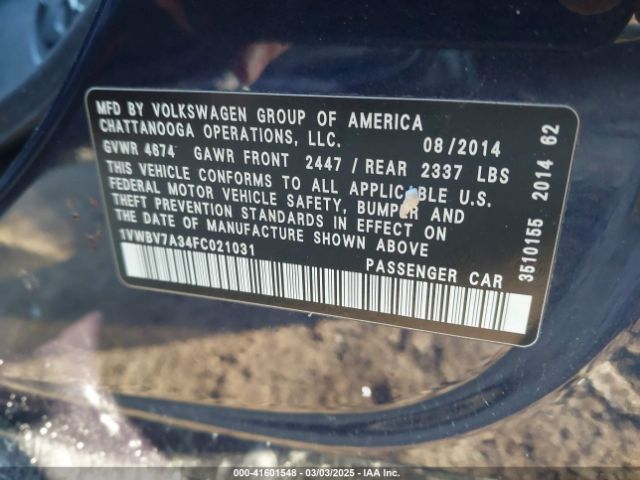 MFD BY VOLKSWAGEN GROUP OF AMERICA
CHATTANOOGA OPERATIONS, LLC. 08/2014
GVWR 4674 GAWR FRONT 2447 / REAR 2337 LBS
THIS VEHICLE CONFORMS TO ALL APPLICABLE U.S.
FEDERAL MOTOR VEHICLE SAFETY, BUMPER AND
THEFT PREVENTION STANDARDS IN EFFECT ON
THE DATE OF MANUFACTURE SHOWN ABOVE
1VWBV7A34FC021031 PASSENGER CAR
3510155 2014 62
000-41601548 — 03/03/2025 — IAA Inc.